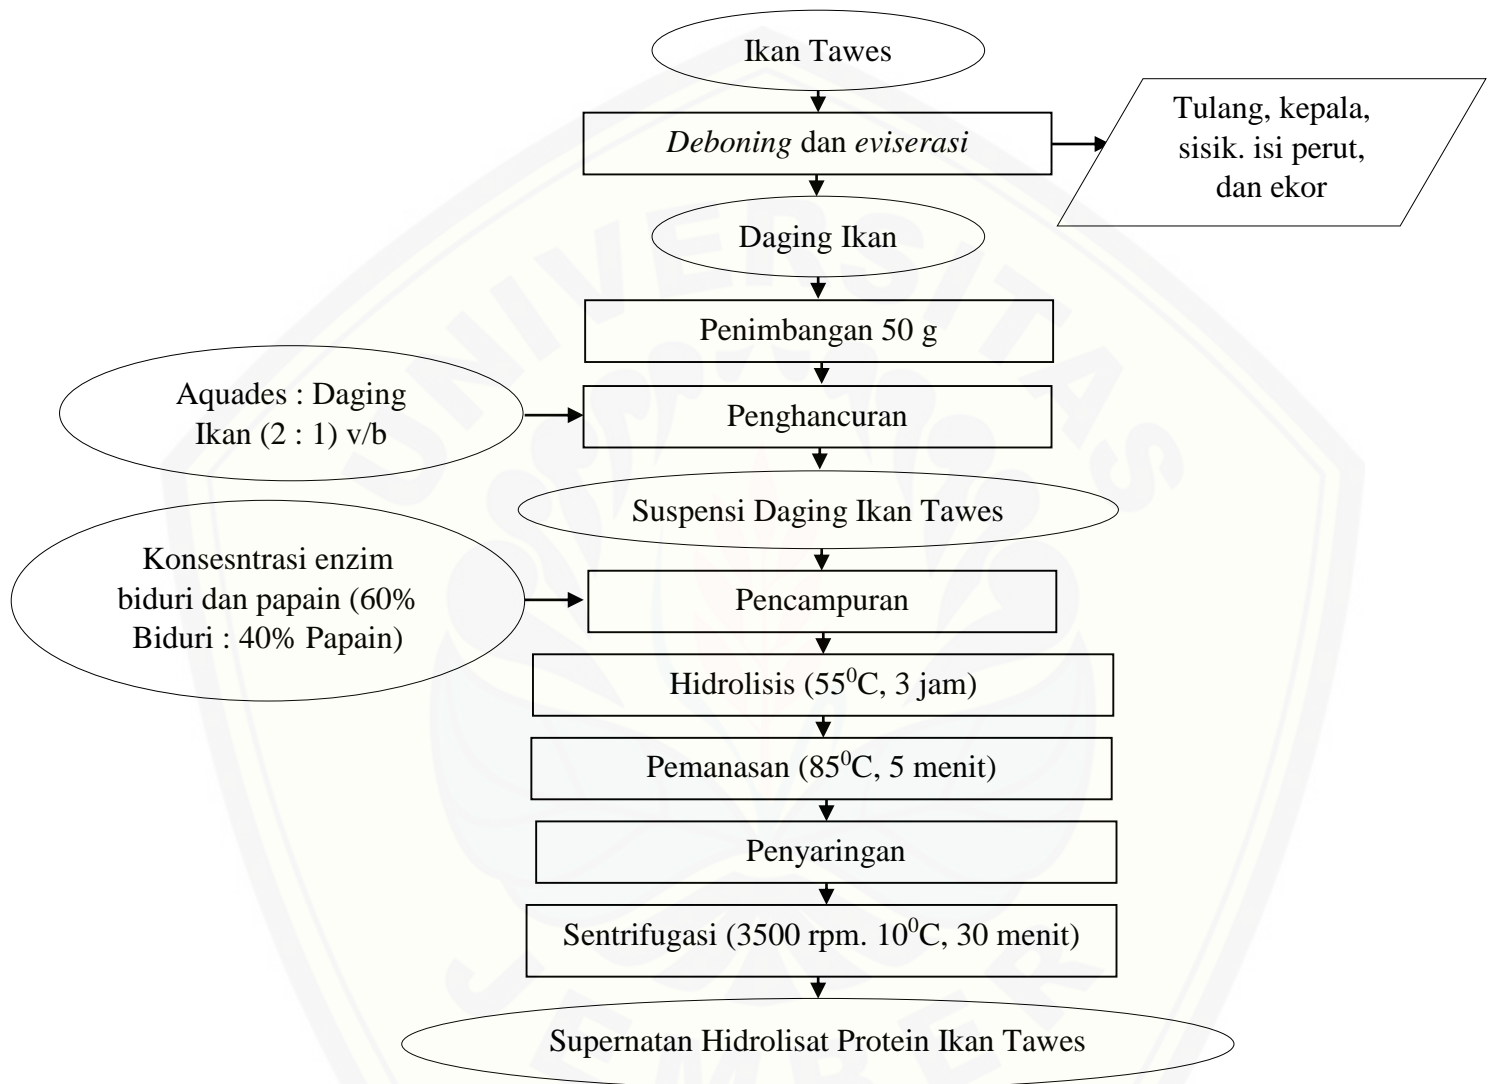 Ikan Tawes
Deboning dan eviserasi
Tulang, kepala,
sisik. isi perut,
dan ekor
Daging Ikan
Penimbangan 50 g
Aquades : Daging
Ikan (2 : 1) v/b
Penghancuran
Suspensi Daging Ikan Tawes
Konsesntrasi enzim
biduri dan papain (60%
Biduri : 40% Papain)
Pencampuran
Hidrolisis (55⁰C, 3 jam)
Pemanasan (85⁰C, 5 menit)
Penyaringan
Sentrifugasi (3500 rpm. 10⁰C, 30 menit)
Supernatan Hidrolisat Protein Ikan Tawes
UNIVERSITAS
JEMBER